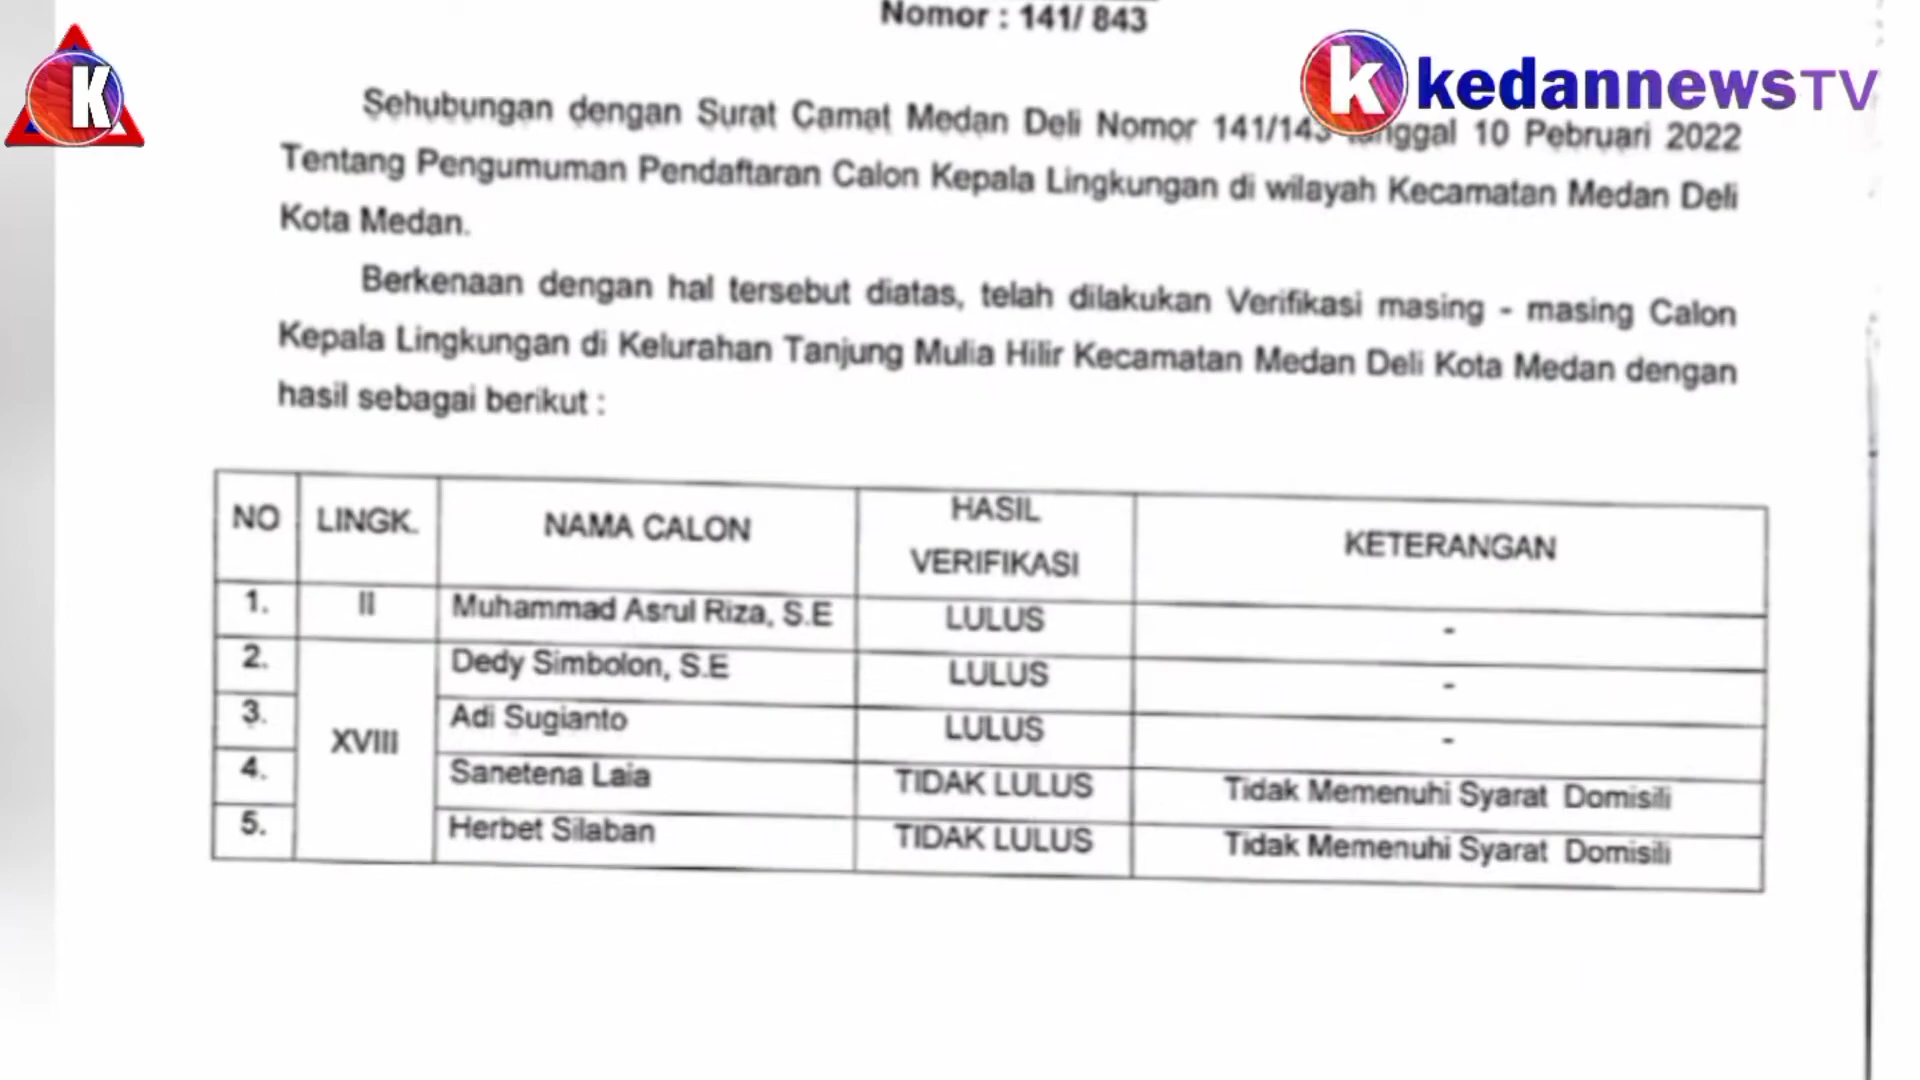 Nomor : 141/ 843
K
k kedannewsTV
Sehubungan dengan Surat Camat Medan Deli Nomor 141/143 tanggal 10 Pebruari 2022
Tentang Pengumuman Pendaftaran Calon Kepala Lingkungan di wilayah Kecamatan Medan Deli
Kota Medan.
Berkenaan dengan hal tersebut diatas, telah dilakukan Verifikasi masing - masing Calon
Kepala Lingkungan di Kelurahan Tanjung Mulia Hilir Kecamatan Medan Deli Kota Medan dengan
hasil sebagai berikut :
NO LINGK. NAMA CALON HASIL VERIFIKASI KETERANGAN
1. II Muhammad Asrul Riza, S.E LULUS -
2. XVIII Dedy Simbolon, S.E LULUS -
3. Adi Sugianto LULUS -
4. Sanetena Laia TIDAK LULUS Tidak Memenuhi Syarat Domisili
5. Herbet Silaban TIDAK LULUS Tidak Memenuhi Syarat Domisili